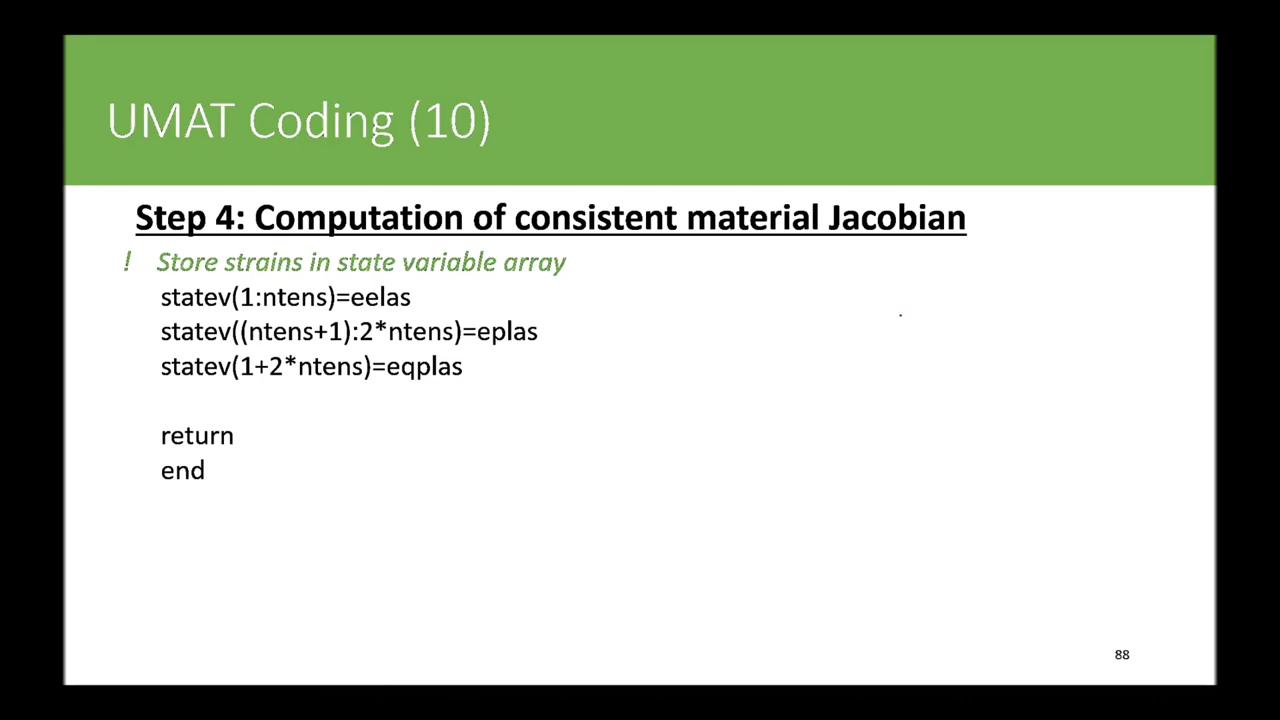 UMAT Coding (10)
Step 4: Computation of consistent material Jacobian
! Store strains in state variable array
statev(1:ntens)=eelas
statev((ntens+1):2*ntens)=eplas
statev(1+2*ntens)=eqplas
return
end
88